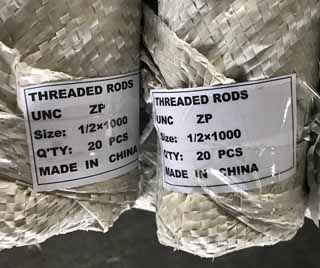 THREADED RODS
UNC ZP
Size: 1/2×1000
Q'TY: 20 PCS
MADE IN CHINA
THREADED RODS
UNC ZP
Size: 1/2×1000
Q'TY: 20 PCS
MADE IN CHINA